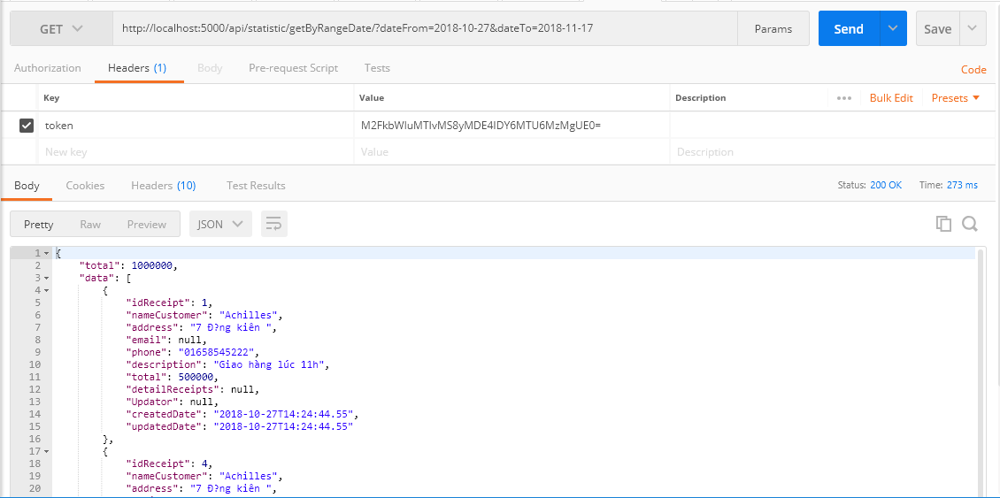 GET http://localhost:5000/api/statistic/getByRangeDate/?dateFrom=2018-10-27&dateTo=2018-11-17 Params Send Save
Authorization Headers (1) Body Pre-request Script Tests Code
Key Value Description ••• Bulk Edit Presets
token M2FkbWluMTIvMS8yMDE4IDY6MTU6MzMgUE0=
New key Value Description
Body Cookies Headers (10) Test Results Status: 200 OK Time: 273 ms
Pretty Raw Preview JSON
1 {
2 "total": 1000000,
3 "data": [
4 {
5 "idReceipt": 1,
6 "nameCustomer": "Achilles",
7 "address": "7 Đ?ng kiên ",
8 "email": null,
9 "phone": "01658545222",
10 "description": "Giao hàng lúc 11h",
11 "total": 500000,
12 "detailReceipts": null,
13 "Updator": null,
14 "createdDate": "2018-10-27T14:24:44.55",
15 "updatedDate": "2018-10-27T14:24:44.55"
16 },
17 {
18 "idReceipt": 4,
19 "nameCustomer": "Achilles",
20 "address": "7 Đ?ng kiên ",